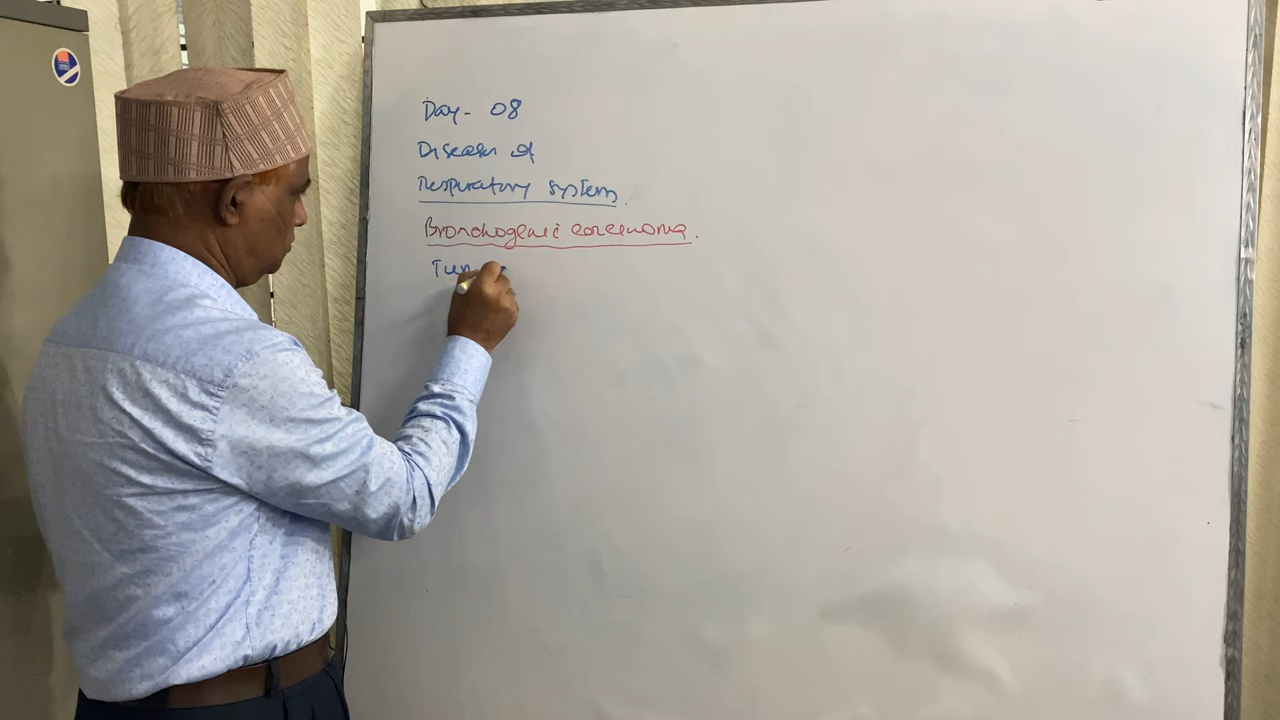 Day- 08
Diseases of
Respiratory system.
Bronchogenic carcinoma.